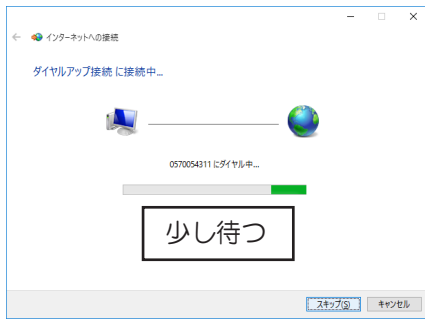 インターネットへの接続
ダイヤルアップ接続 に接続中...
0570054311 にダイヤル中...
少し待つ
スキップ(S) キャンセル